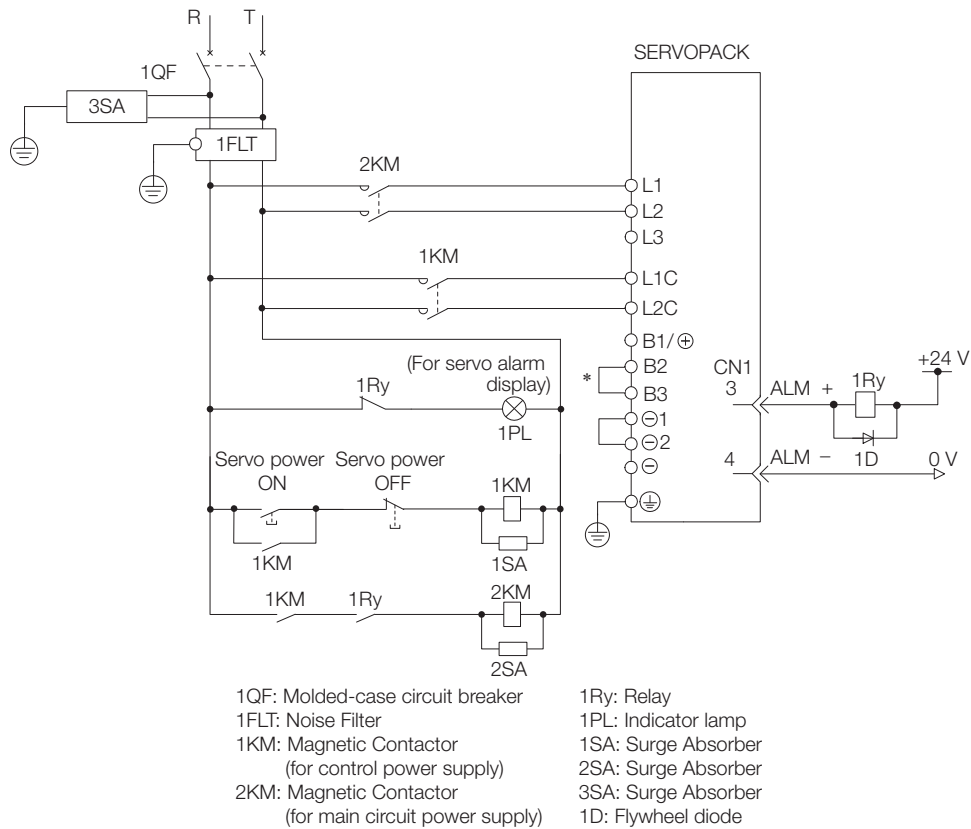 R T
SERVOPACK
1QF
3SA
1FLT
2KM
L1
L2
L3
1KM
L1C
L2C
B1/⊕
(For servo alarm
display)
1Ry
1PL
B2
*
B3
⊖1
⊖2
⊖
CN1
3 ALM + 1Ry +24 V
1D
4 ALM − 0 V
Servo power
ON
Servo power
OFF
1KM
1KM
1SA
1KM 1Ry 2KM
2SA
1QF: Molded-case circuit breaker
1FLT: Noise Filter
1KM: Magnetic Contactor
(for control power supply)
2KM: Magnetic Contactor
(for main circuit power supply)
1Ry: Relay
1PL: Indicator lamp
1SA: Surge Absorber
2SA: Surge Absorber
3SA: Surge Absorber
1D: Flywheel diode